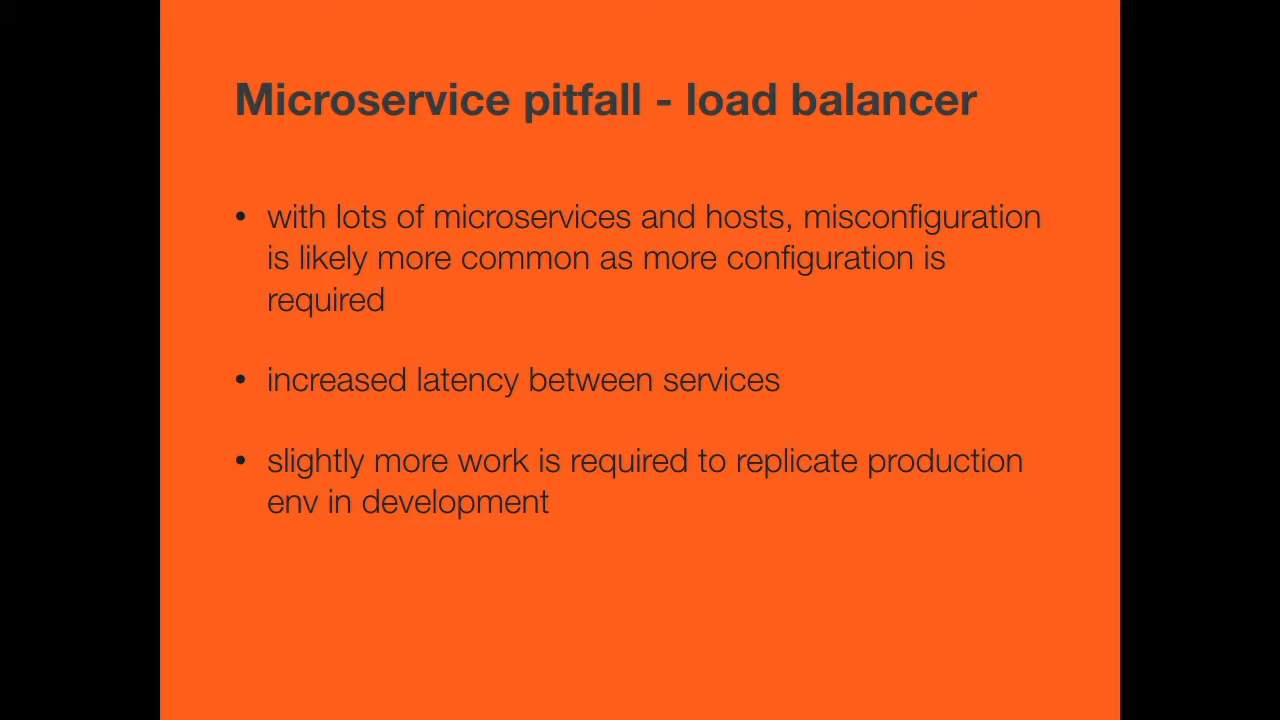 Microservice pitfall - load balancer
• with lots of microservices and hosts, misconfiguration
is likely more common as more configuration is
required
• increased latency between services
• slightly more work is required to replicate production
env in development